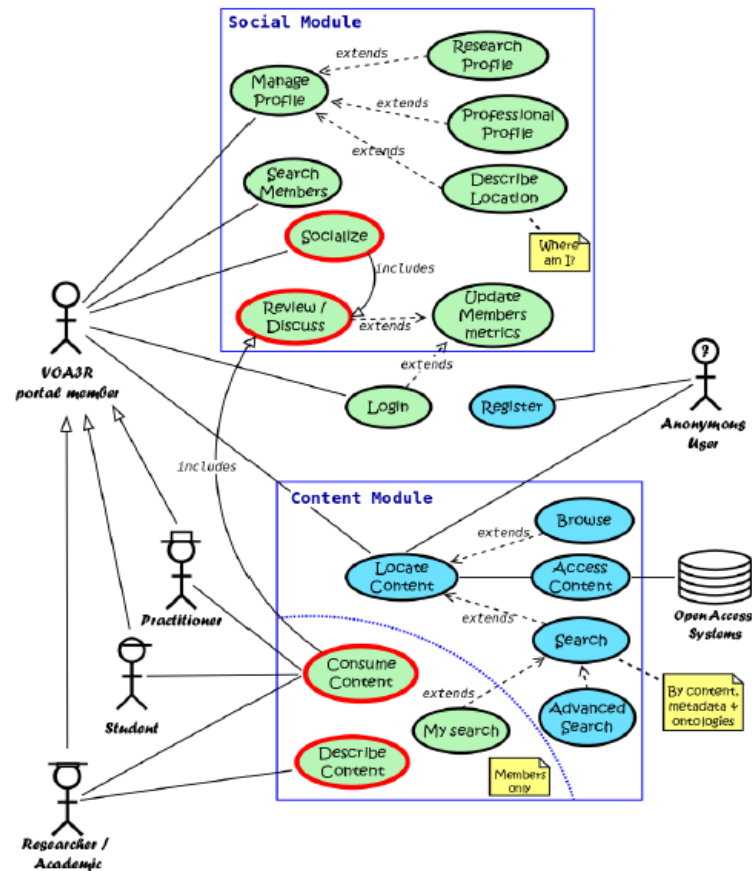 Social Module
Research
Profile
extends
Manage
Profile
extends
Professional
Profile
extends
Search
Members
Describe
Location
Socialize
Where
am I?
includes
Review /
Discuss
extends
Update
Members
metrics
extends
VOA3R
portal member
Login
Register
?
Anonymous
User
includes
Content Module
Browse
extends
Locate
Content
Access
Content
Open Access
Systems
Practitioner
extends
Search
Consume
Content
extends
By content,
metadata &
ontologies
Student
My search
Advanced
Search
Describe
Content
Members
only
Researcher /
Academic